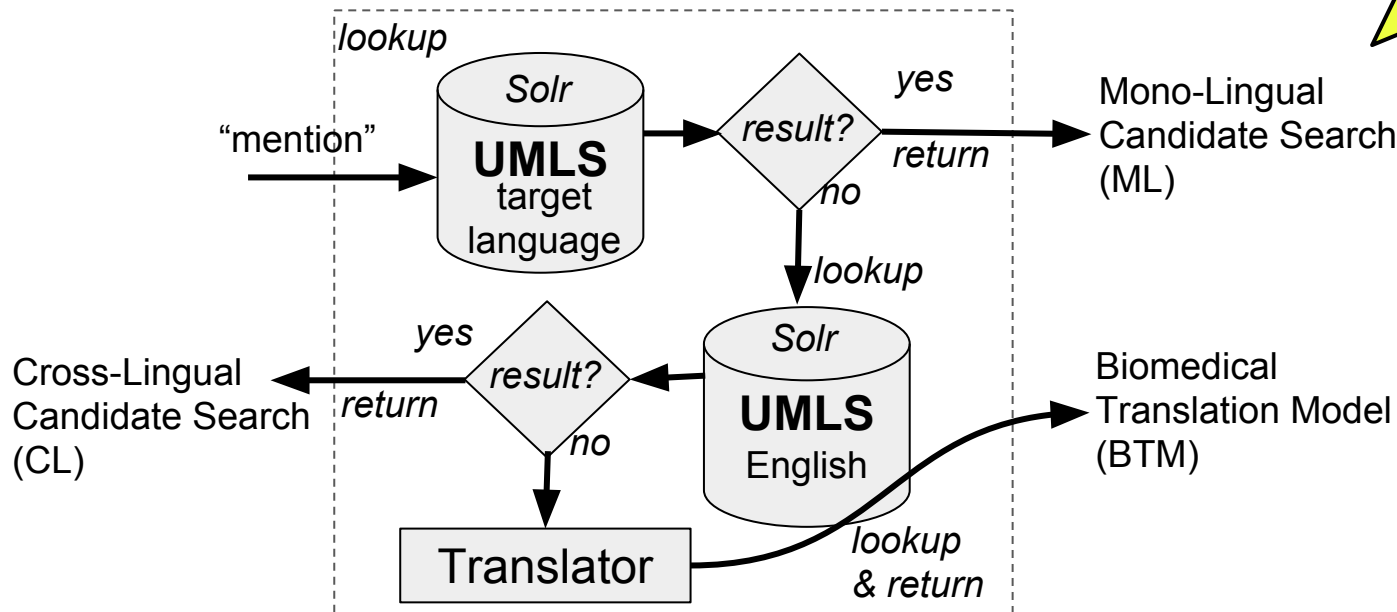 lookup
Solr
UMLS
target
language
“mention”
result?
yes
return
Mono-Lingual
Candidate Search
(ML)
no
lookup
Solr
UMLS
English
result?
yes
return
Cross-Lingual
Candidate Search
(CL)
no
Translator
lookup
& return
Biomedical
Translation Model
(BTM)